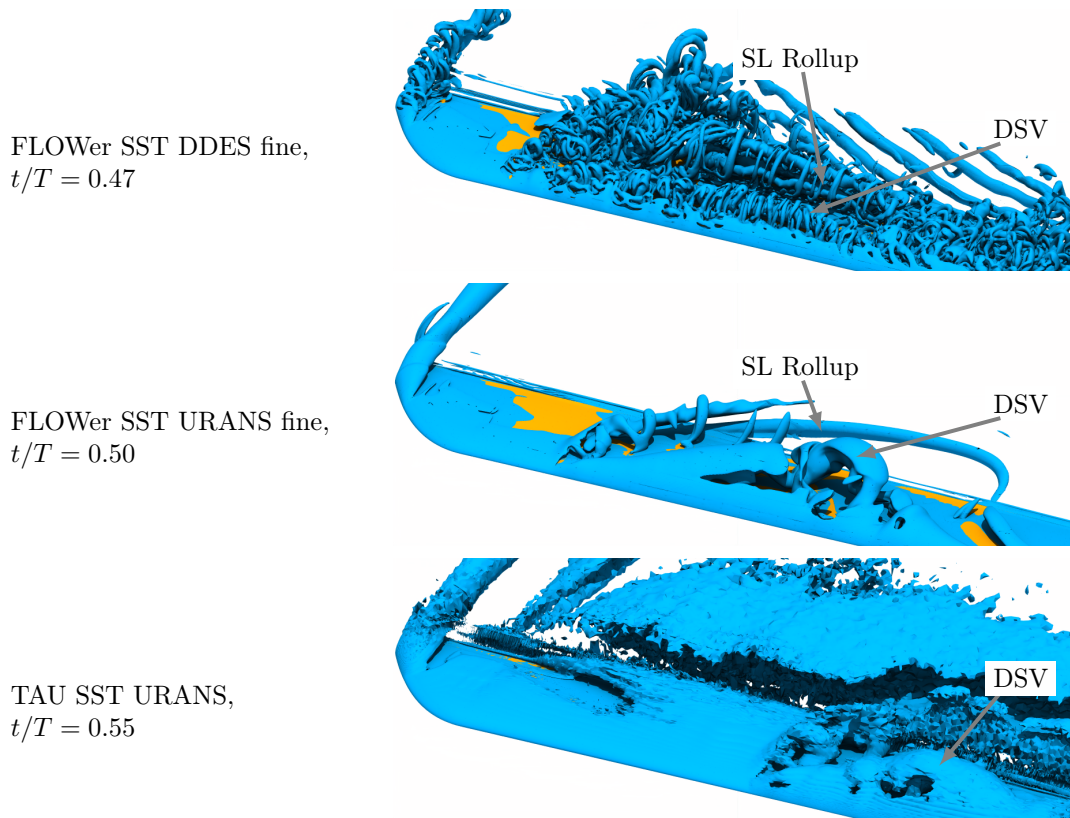 SL Rollup
DSV
FLOWer SST DDES fine,
t/T = 0.47
SL Rollup
DSV
FLOWer SST URANS fine,
t/T = 0.50
DSV
TAU SST URANS,
t/T = 0.55